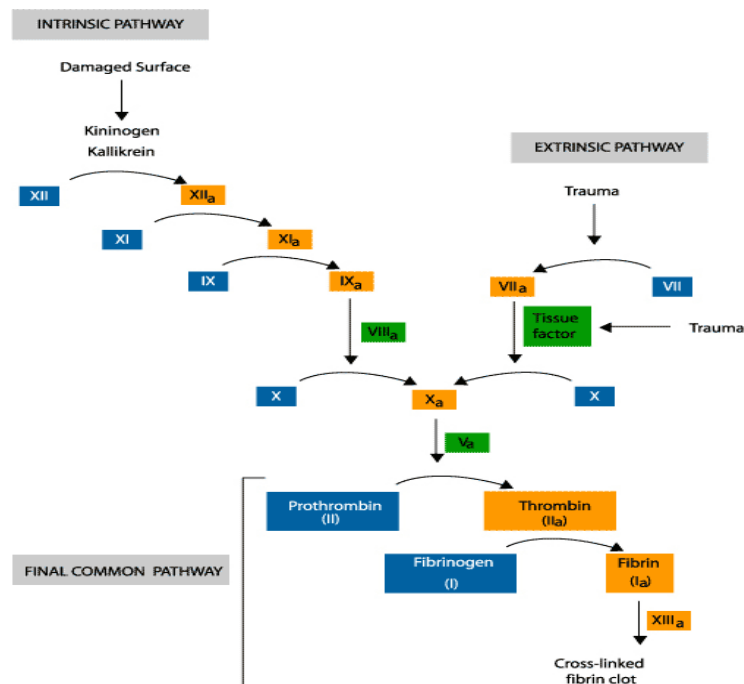 INTRINSIC PATHWAY
Damaged Surface
Kininogen
Kallikrein
EXTRINSIC PATHWAY
Trauma
XII
XIIa
XI
XIa
IX
IXa
VIIa
VII
VIIIa
Tissue
factor
Trauma
X
Xa
X
Va
Prothrombin
(II)
Thrombin
(IIa)
FINAL COMMON PATHWAY
Fibrinogen
(I)
Fibrin
(Ia)
XIIIa
Cross-linked
fibrin clot